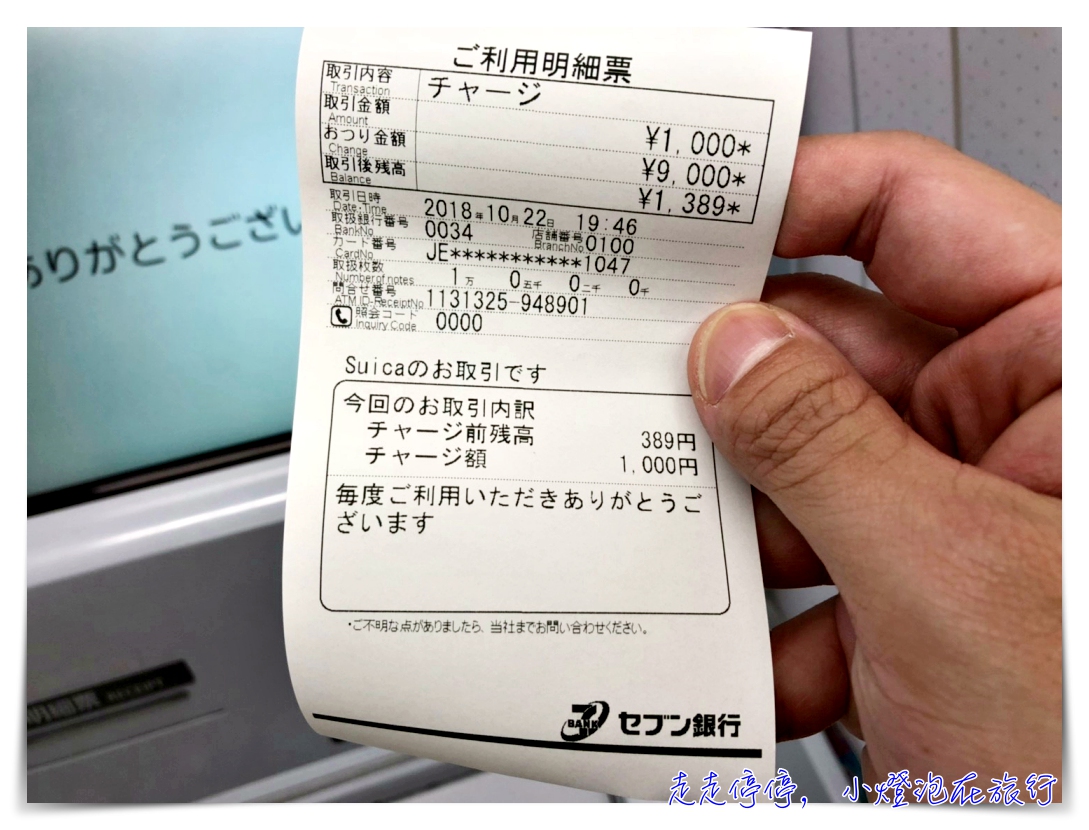 ありがとうござい
ご利用明細票
取引内容 チャージ
Transaction
取引金額 ¥1,000*
Amount
おつり金額 ¥9,000*
Change
取引後残高 ¥1,389*
Balance
取引日時 2018年10月22日 19:46
Date・Time
取扱銀行番号 0034 店舗番号 0100
BankNo BranchNo
カード番号 JE***********1047
CardNo
取扱枚数 1万 0五千 0二千 0千
Number of notes
問合せ番号 1131325-948901
ATM ID-ReceiptNo
照会コード 0000
Inquiry Code
Suicaのお取引です
今回のお取引内訳
チャージ前残高 389円
チャージ額 1,000円
毎度ご利用いただきありがとうご
ざいます
・ご不明な点がありましたら、当社までお問い合わせください。
明細票 RECEIPT
7 BANK セブン銀行
走走停停，小燈泡在旅行